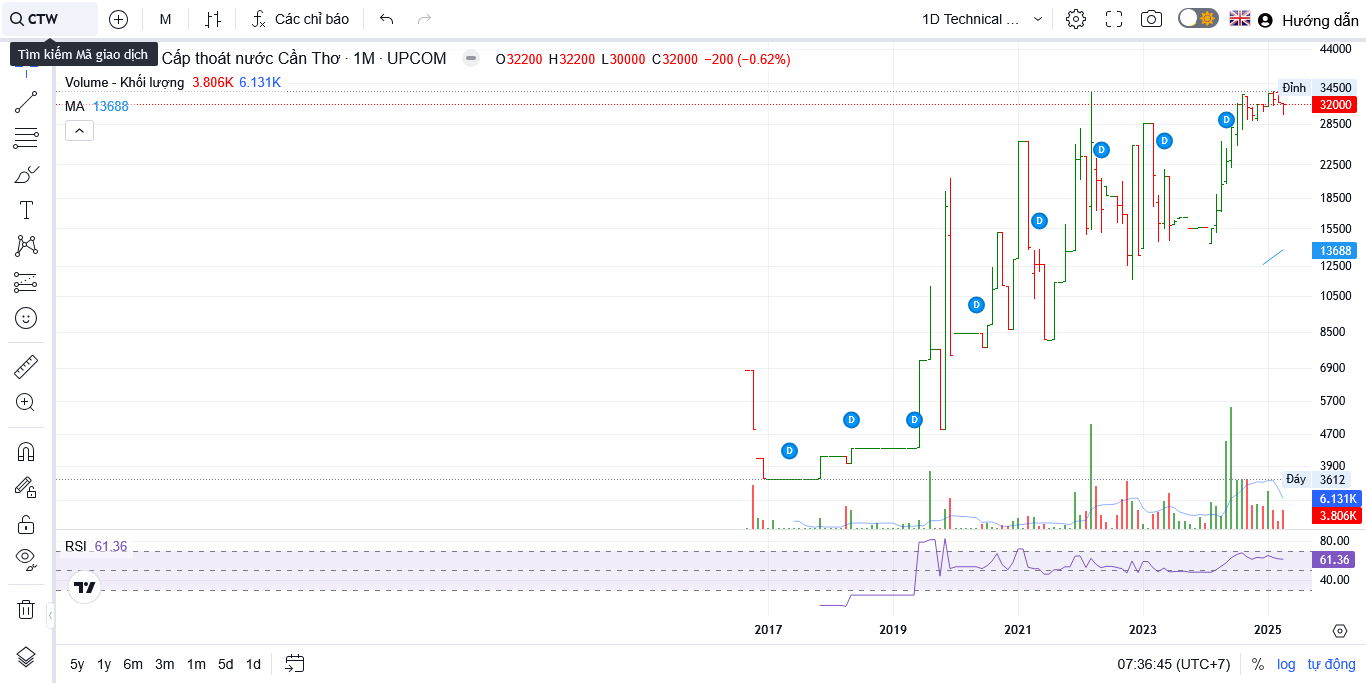 CTW
M
Các chỉ báo
1D Technical ...
Hướng dẫn
Tìm kiếm Mã giao dịch
Cấp thoát nước Cần Thơ · 1M · UPCOM
O32200 H32200 L30000 C32000 −200 (−0.62%)
Volume - Khối lượng 3.806K 6.131K
MA 13688
44000
Đỉnh 34500
32000
28500
22500
18500
15500
13688
12500
10500
8500
6900
5700
4700
3900
Đáy 3612
6.131K
3.806K
D
D
D
D
D
D
D
D
RSI 61.36
80.00
61.36
40.00
2017 2019 2021 2023 2025
5y 1y 6m 3m 1m 5d 1d
07:36:45 (UTC+7) % log tự động